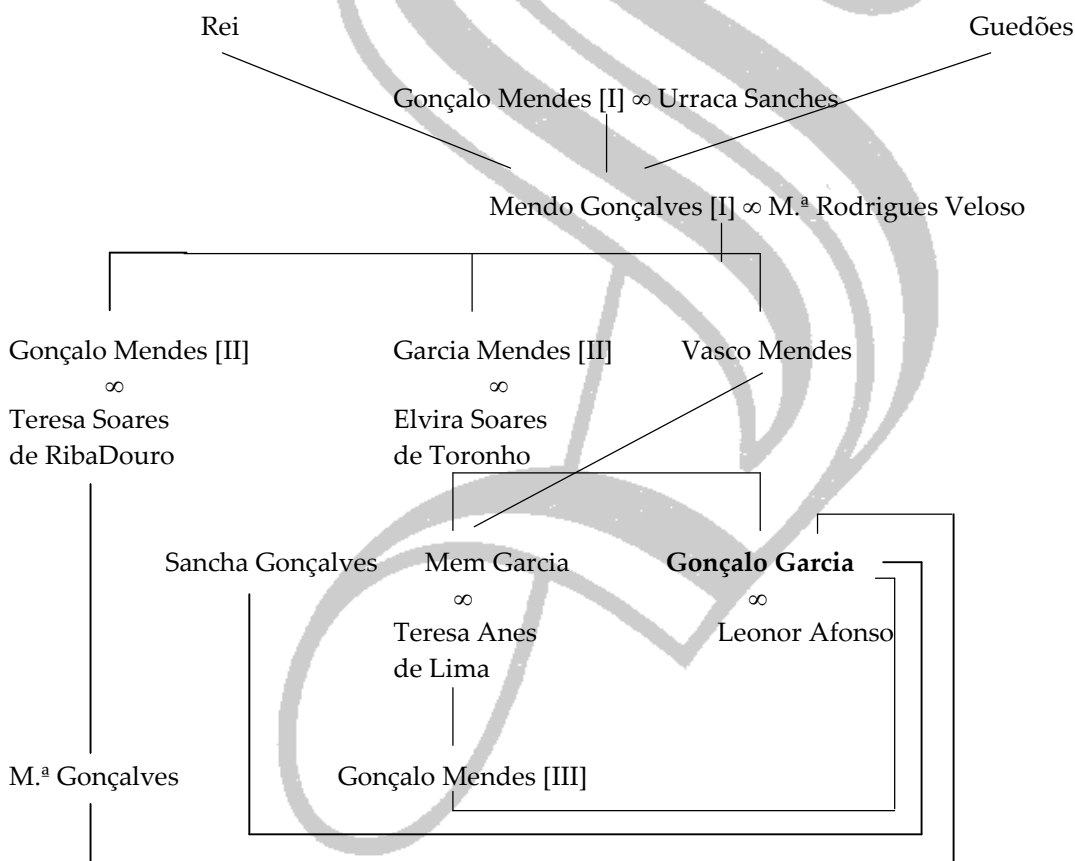 Rei Guedões
Gonçalo Mendes [I] ∞ Urraca Sanches
Mendo Gonçalves [I] ∞ M.ª Rodrigues Veloso
Gonçalo Mendes [II] Garcia Mendes [II] Vasco Mendes
∞ ∞
Teresa Soares Elvira Soares
de RibaDouro de Toronho
Sancha Gonçalves Mem Garcia Gonçalo Garcia
∞ ∞
Teresa Anes Leonor Afonso
de Lima
M.ª Gonçalves Gonçalo Mendes [III]